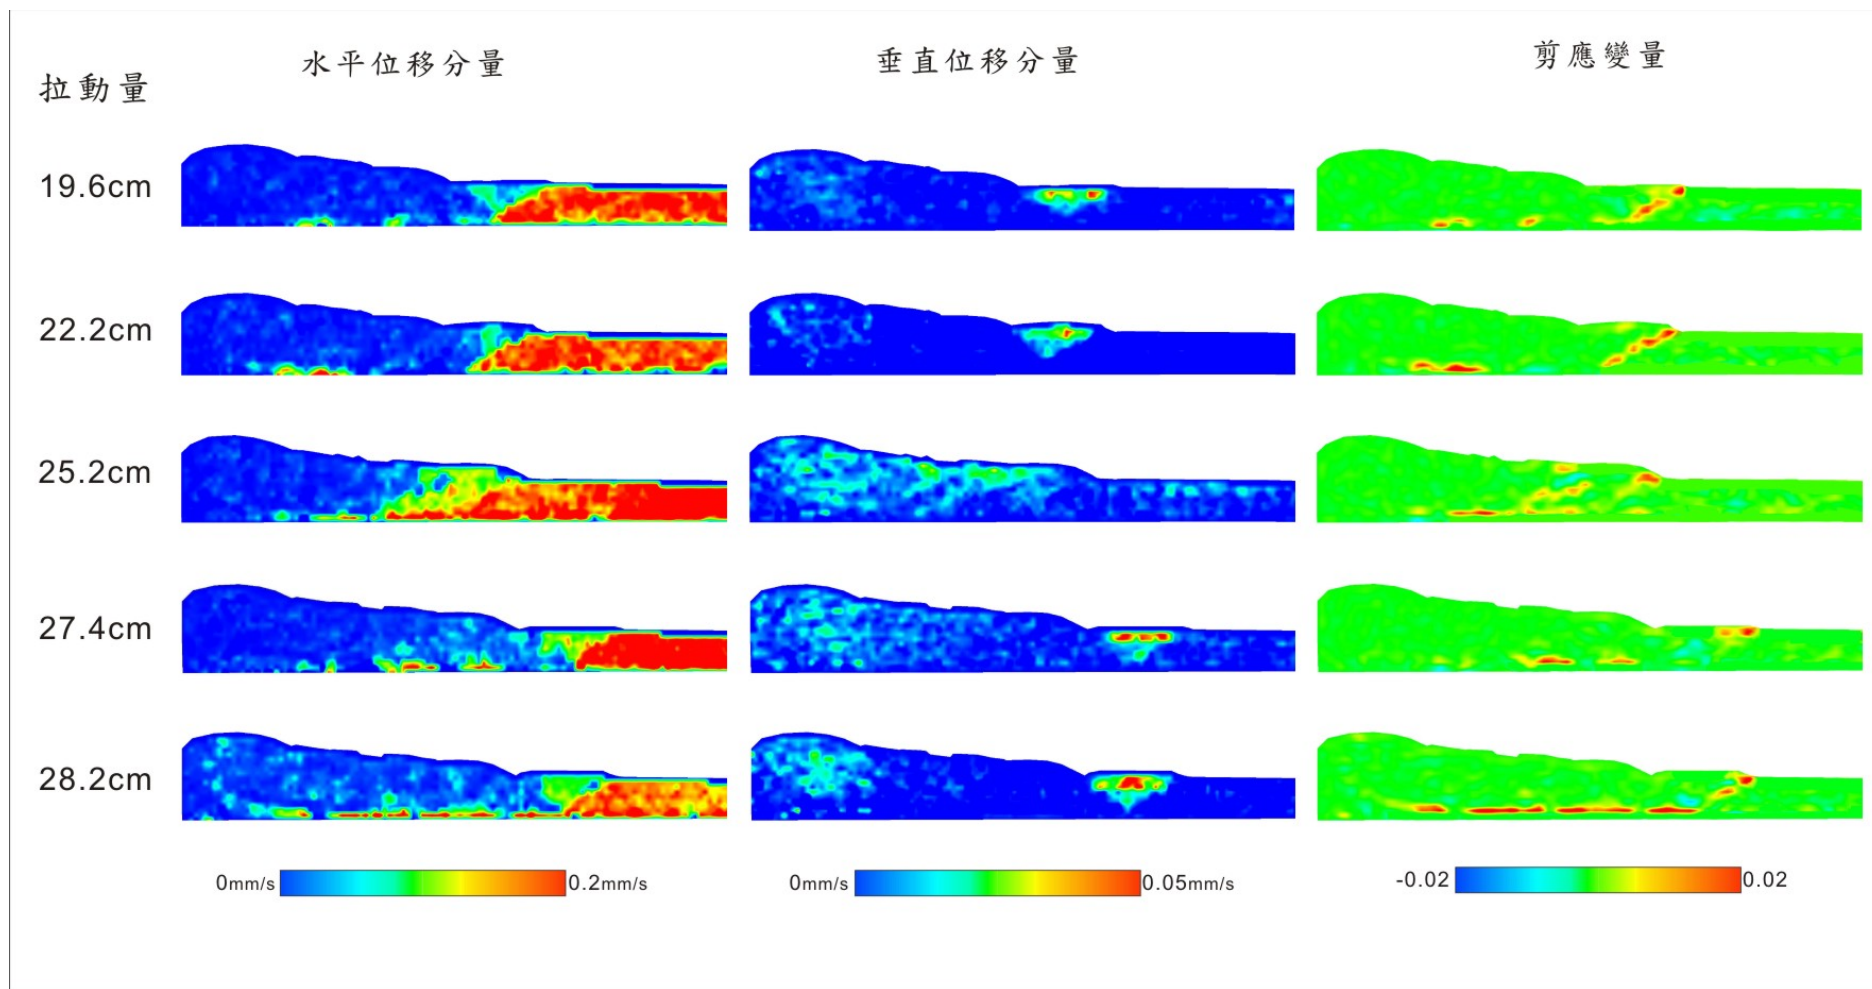 水平位移分量
垂直位移分量
剪應變量
拉動量
19.6cm
22.2cm
25.2cm
27.4cm
28.2cm
0mm/s
0.2mm/s
0mm/s
0.05mm/s
-0.02
0.02